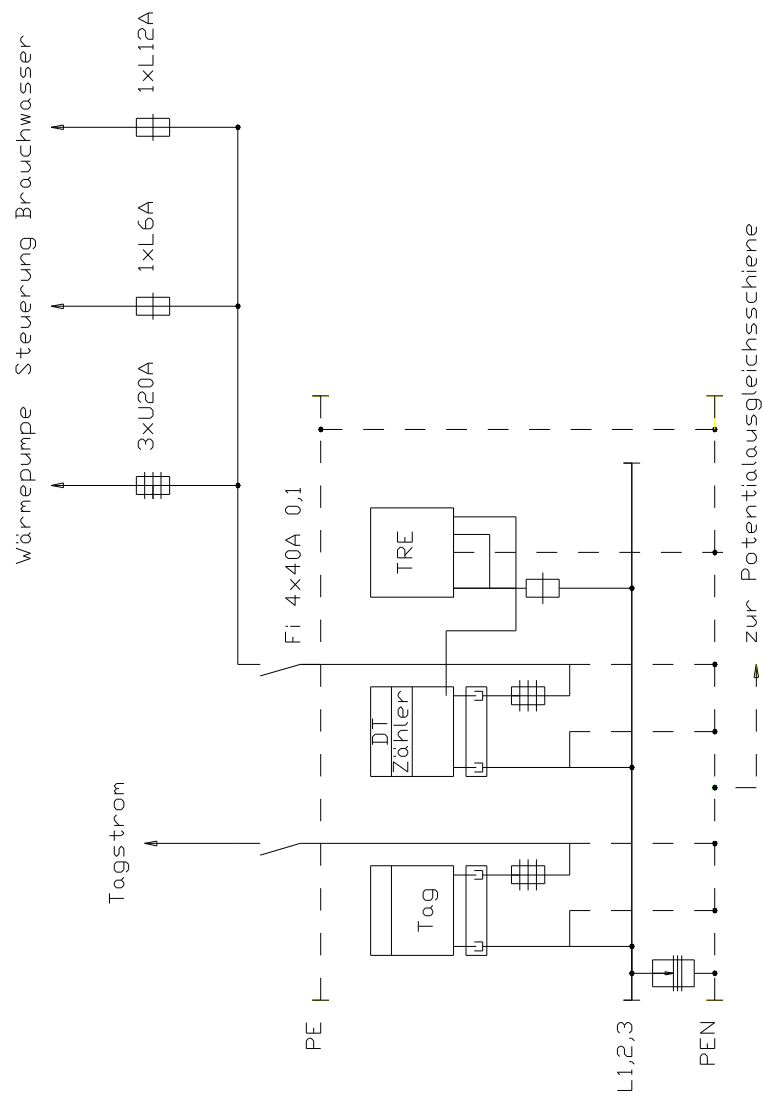 Wärmepumpe Steuerung Brauchwasser
3xU20A
1xL6A
1xL12A
Tagstrom
Fi 4x40A 0,1
Tag
DT
Zähler
TRE
PE
L1,2,3
PEN
zur Potentialausgleichsschiene